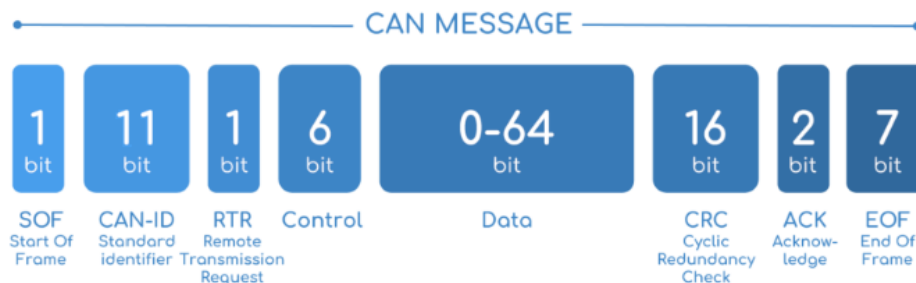 CAN MESSAGE
1 11 1 6 0-64 16 2 7
bit bit bit bit bit bit bit bit
SOF CAN-ID RTR Control Data CRC ACK EOF
Start Of Standard Remote Cyclic Acknow- End Of
Frame identifier Transmission Redundancy ledge Frame
Request Check